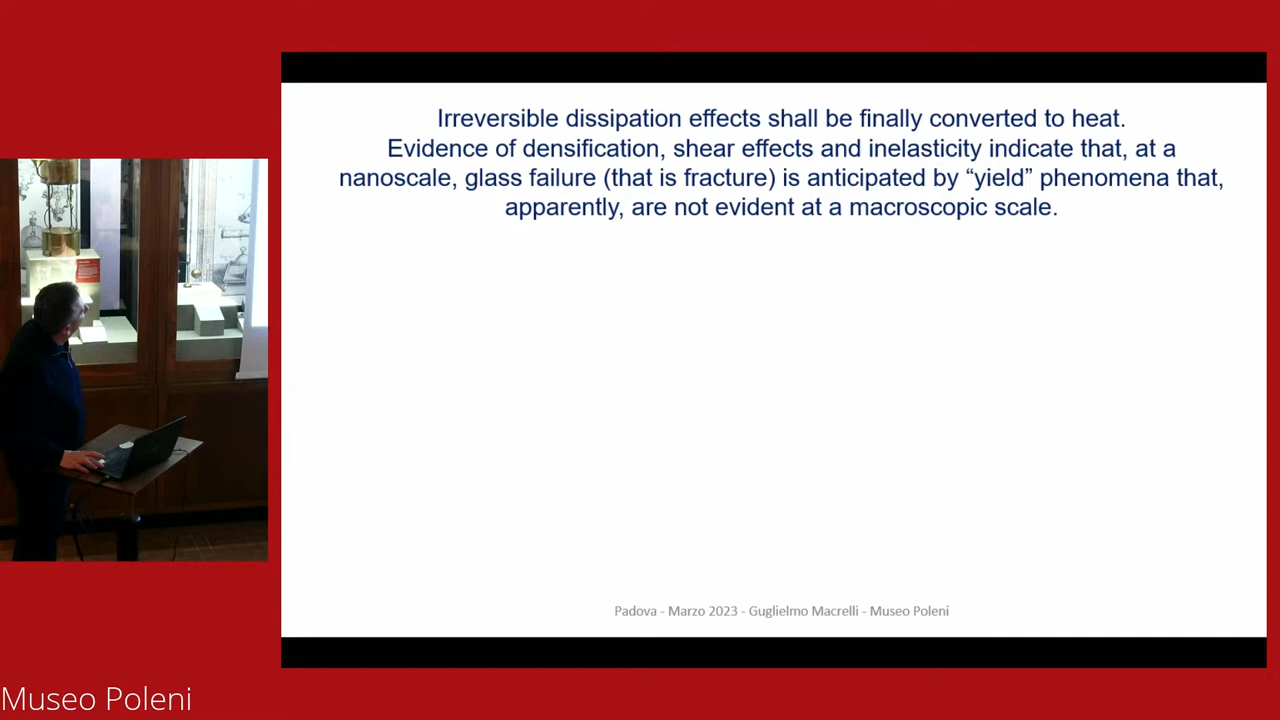 Irreversible dissipation effects shall be finally converted to heat.
Evidence of densification, shear effects and inelasticity indicate that, at a
nanoscale, glass failure (that is fracture) is anticipated by “yield” phenomena that,
apparently, are not evident at a macroscopic scale.
Padova - Marzo 2023 - Guglielmo Macrelli - Museo Poleni
Museo Poleni